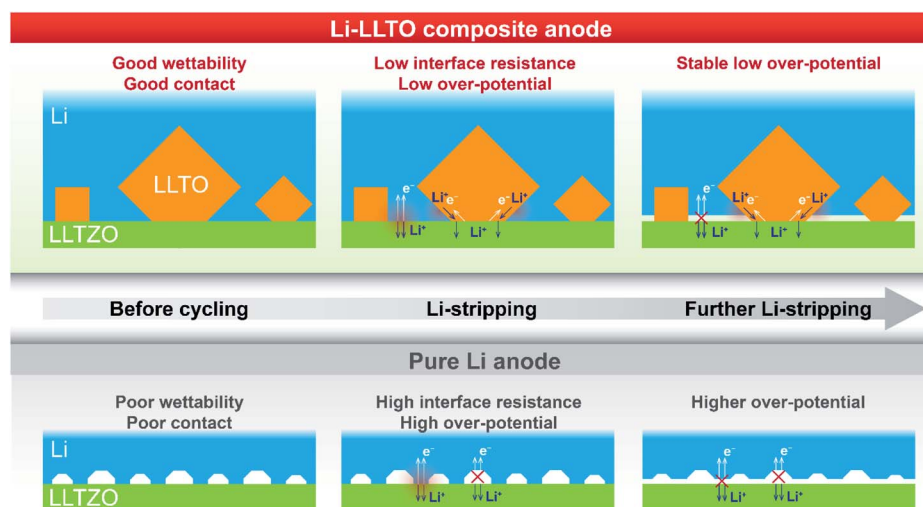 Li-LLTO composite anode
Good wettability
Good contact
Low interface resistance
Low over-potential
Stable low over-potential
Li
LLTO
LLTZO
e⁻
Li⁺
Li⁺
e⁻
Li⁺
Li⁺
e⁻
Li⁺
e⁻
Li⁺
Li⁺
e⁻
Li⁺
Li⁺
e⁻
Li⁺
Before cycling
Li-stripping
Further Li-stripping
Pure Li anode
Poor wettability
Poor contact
High interface resistance
High over-potential
Higher over-potential
Li
LLTZO
e⁻
Li⁺
e⁻
Li⁺
e⁻
Li⁺
e⁻
Li⁺